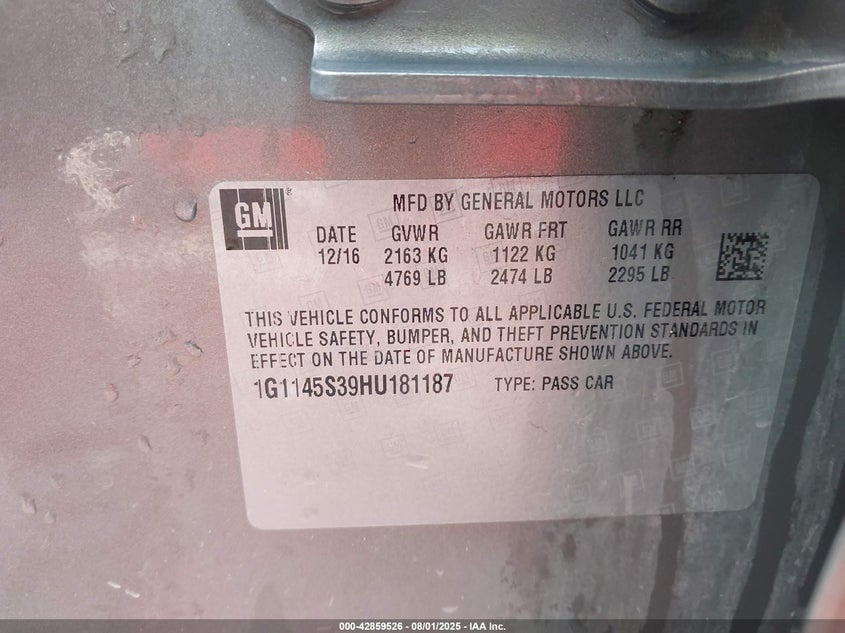 GM
MFD BY GENERAL MOTORS LLC
DATE GVWR GAWR FRT GAWR RR
12/16 2163 KG 1122 KG 1041 KG
4769 LB 2474 LB 2295 LB
THIS VEHICLE CONFORMS TO ALL APPLICABLE U.S. FEDERAL MOTOR
VEHICLE SAFETY, BUMPER, AND THEFT PREVENTION STANDARDS IN
EFFECT ON THE DATE OF MANUFACTURE SHOWN ABOVE.
1G1145S39HU181187 TYPE: PASS CAR
000-42859526 - 08/01/2025 - IAA Inc.